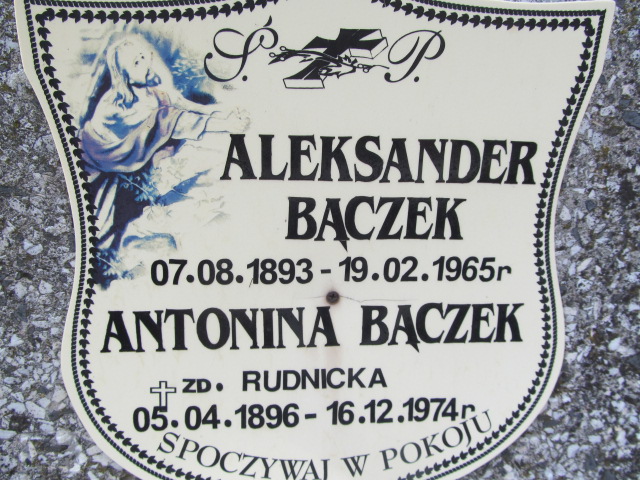 Ś. P.
ALEKSANDER
BĄCZEK
07.08.1893 - 19.02.1965r
ANTONINA BĄCZEK
ZD. RUDNICKA
05.04.1896 - 16.12.1974r
SPOCZYWAJ W POKOJU